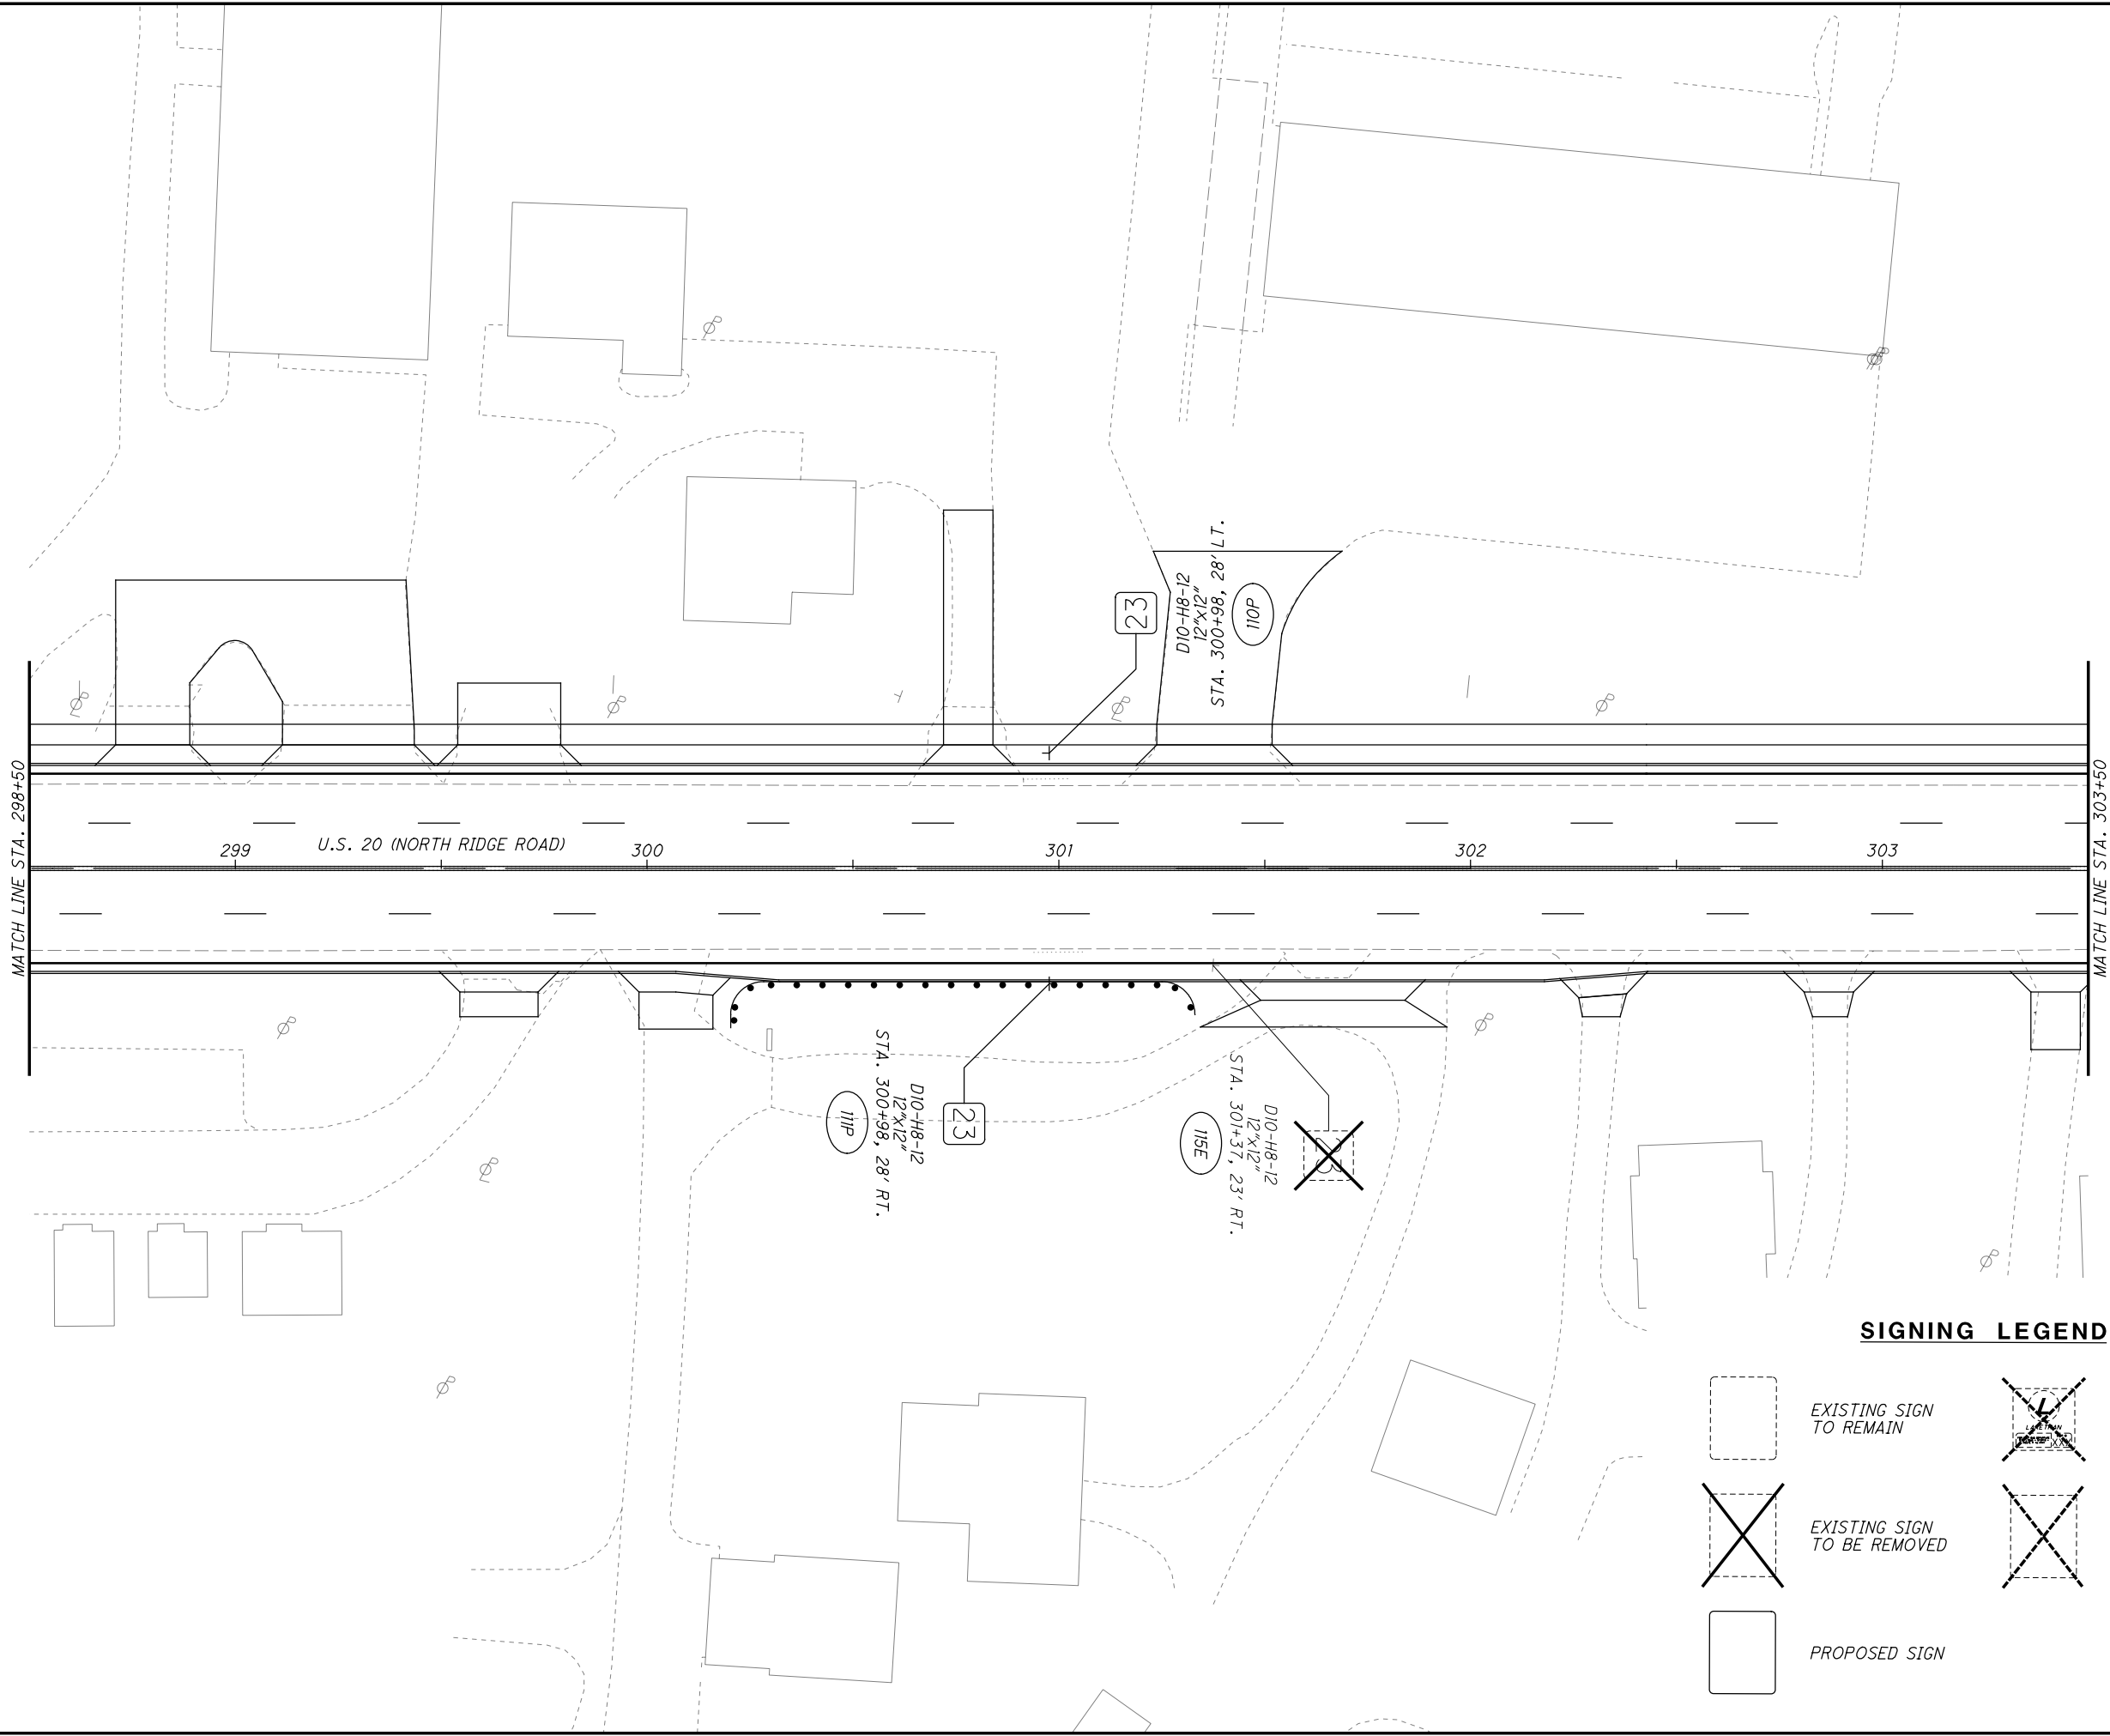 23
D10-H8-12
12"x12"
STA. 300+98, 28' LT.
110P
MATCH LINE STA. 298+50
U.S. 20 (NORTH RIDGE ROAD)
299
300
301
302
303
MATCH LINE STA. 303+50
D10-H8-12
12"x12"
STA. 300+98, 28' RT.
111P
23
D10-H8-12
12"x12"
STA. 301+37, 23' RT.
115E
SIGNING LEGEND
EXISTING SIGN
TO REMAIN
L
EXISTING SIGN
TO BE REMOVED
PROPOSED SIGN